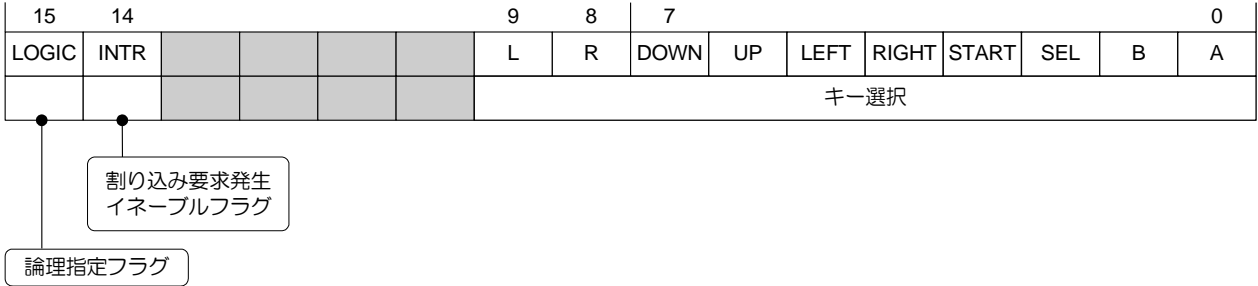 15 14 9 8 7 0
LOGIC INTR L R DOWN UP LEFT RIGHT START SEL B A
キー選択
割り込み要求発生
イネーブルフラグ
論理指定フラグ